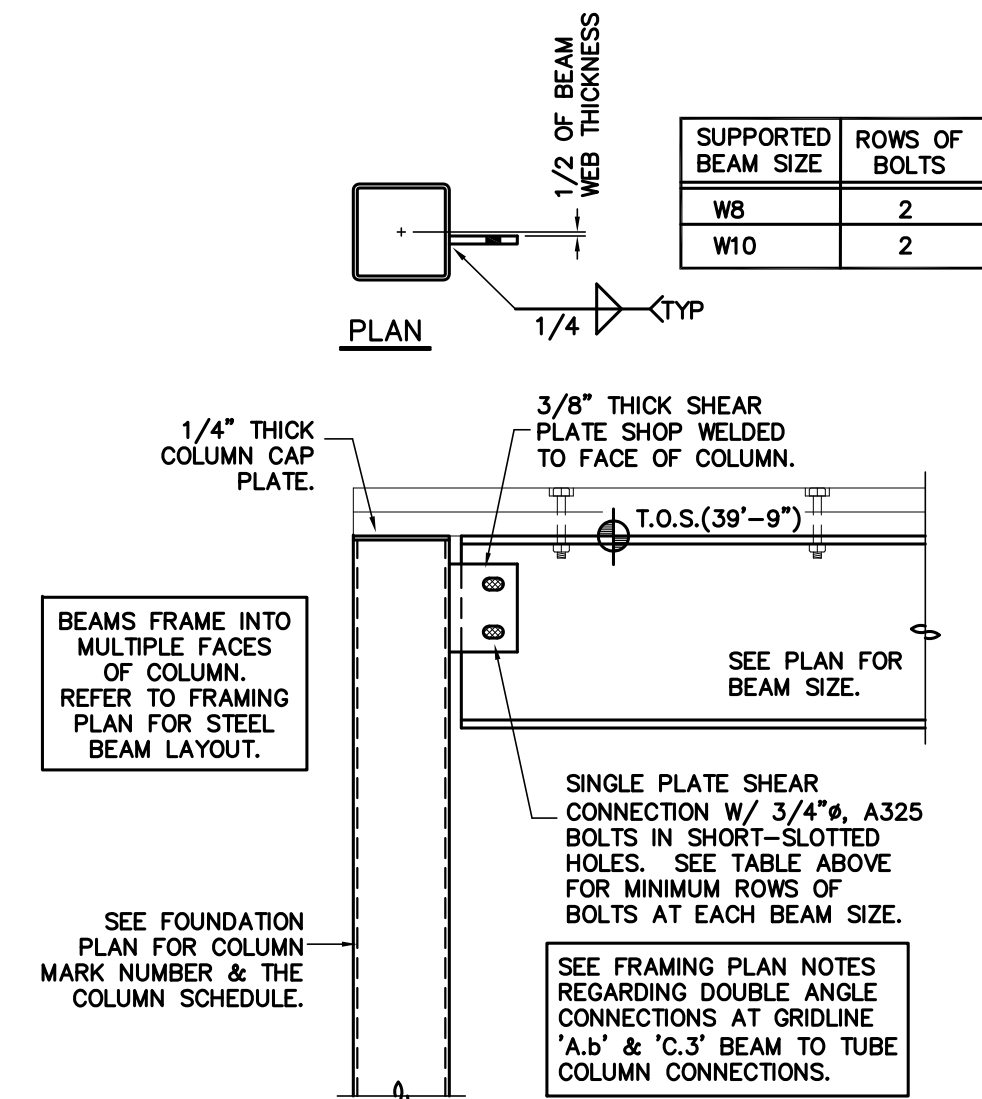 1/2 OF BEAM
WEB THICKNESS
SUPPORTED BEAM SIZE
ROWS OF BOLTS
W8 2
W10 2
1/4
TYP
PLAN
1/4" THICK
COLUMN CAP
PLATE.
3/8" THICK SHEAR
PLATE SHOP WELDED
TO FACE OF COLUMN.
T.O.S.(39'-9")
BEAMS FRAME INTO
MULTIPLE FACES
OF COLUMN.
REFER TO FRAMING
PLAN FOR STEEL
BEAM LAYOUT.
SEE PLAN FOR
BEAM SIZE.
SINGLE PLATE SHEAR
CONNECTION W/ 3/4"ø, A325
BOLTS IN SHORT-SLOTTED
HOLES. SEE TABLE ABOVE
FOR MINIMUM ROWS OF
BOLTS AT EACH BEAM SIZE.
SEE FOUNDATION
PLAN FOR COLUMN
MARK NUMBER & THE
COLUMN SCHEDULE.
SEE FRAMING PLAN NOTES
REGARDING DOUBLE ANGLE
CONNECTIONS AT GRIDLINE
'A.b' & 'C.3' BEAM TO TUBE
COLUMN CONNECTIONS.